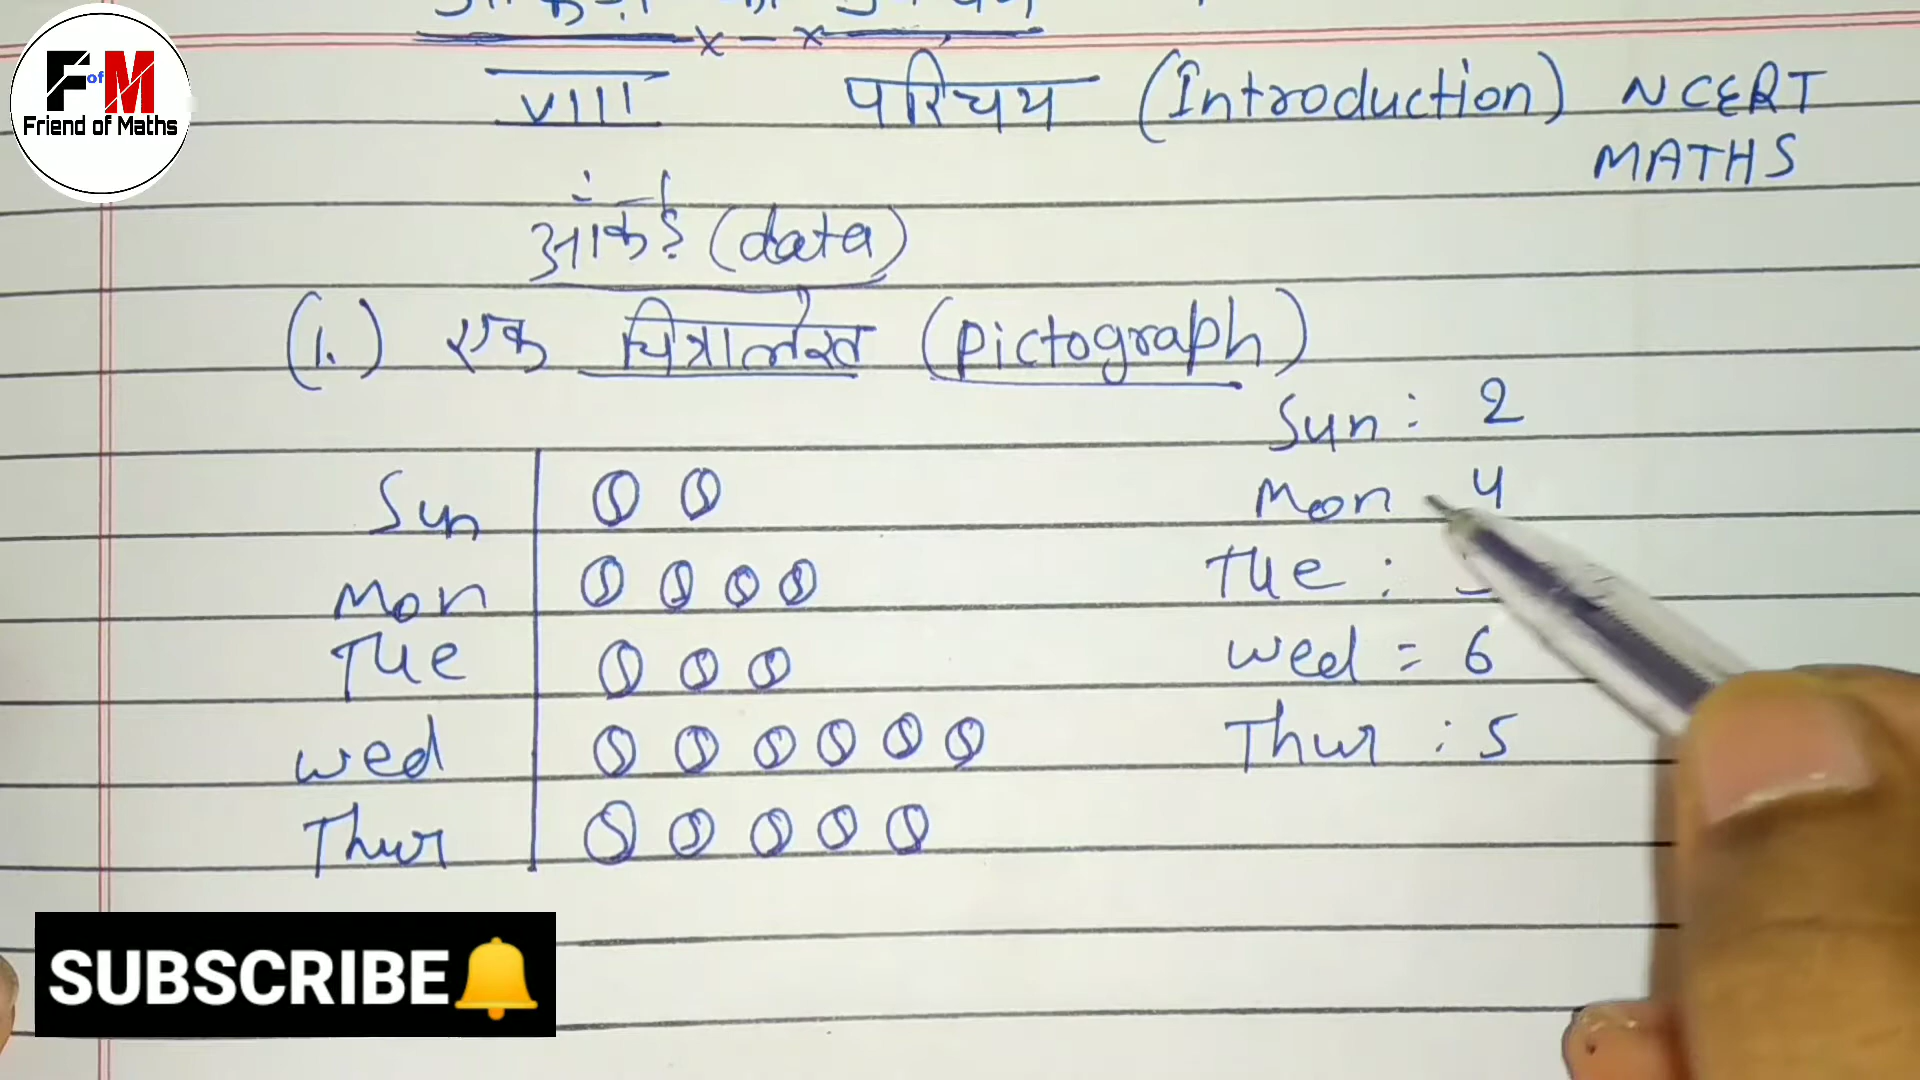 F of M
Friend of Maths
VIII परिचय (Introduction) NCERT
MATHS
आंकड़े (data)
(1.) एक चित्रालेख (pictograph)
Sun : 2
Sun
Mon 4
Mon
Tue :
Tue
Wed = 6
Wed
Thur : 5
Thur
SUBSCRIBE